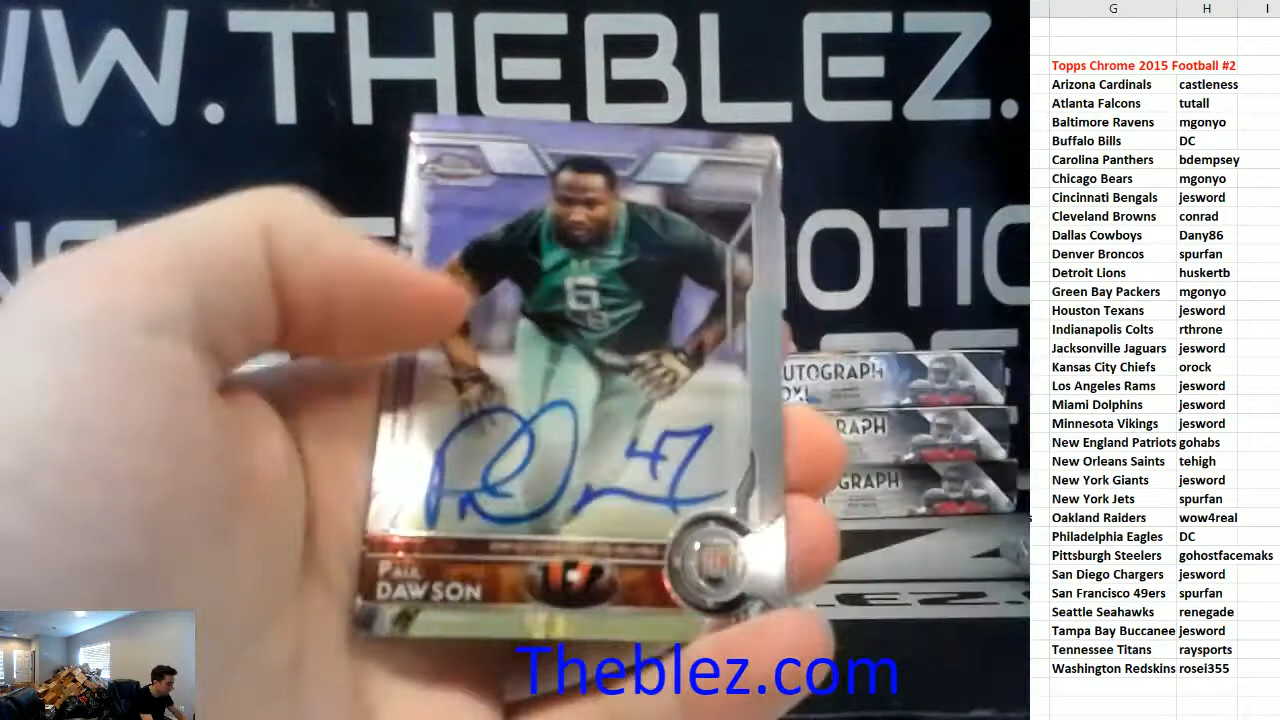 WW.THEBLEZ.
OTIC
AUTOGRAPH
OX!
RAPH
GRAPH
LEZ.
6
47
PAUL
DAWSON
Theblez.com
G H I
Topps Chrome 2015 Football #2
Arizona Cardinals castleness
Atlanta Falcons tutall
Baltimore Ravens mgonyo
Buffalo Bills DC
Carolina Panthers bdempsey
Chicago Bears mgonyo
Cincinnati Bengals jesword
Cleveland Browns conrad
Dallas Cowboys Dany86
Denver Broncos spurfan
Detroit Lions huskertb
Green Bay Packers mgonyo
Houston Texans jesword
Indianapolis Colts rthrone
Jacksonville Jaguars jesword
Kansas City Chiefs orock
Los Angeles Rams jesword
Miami Dolphins jesword
Minnesota Vikings jesword
New England Patriots gohabs
New Orleans Saints tehigh
New York Giants jesword
New York Jets spurfan
Oakland Raiders wow4real
Philadelphia Eagles DC
Pittsburgh Steelers gohostfacemaks
San Diego Chargers jesword
San Francisco 49ers spurfan
Seattle Seahawks renegade
Tampa Bay Buccanee jesword
Tennessee Titans raysports
Washington Redskins rosei355